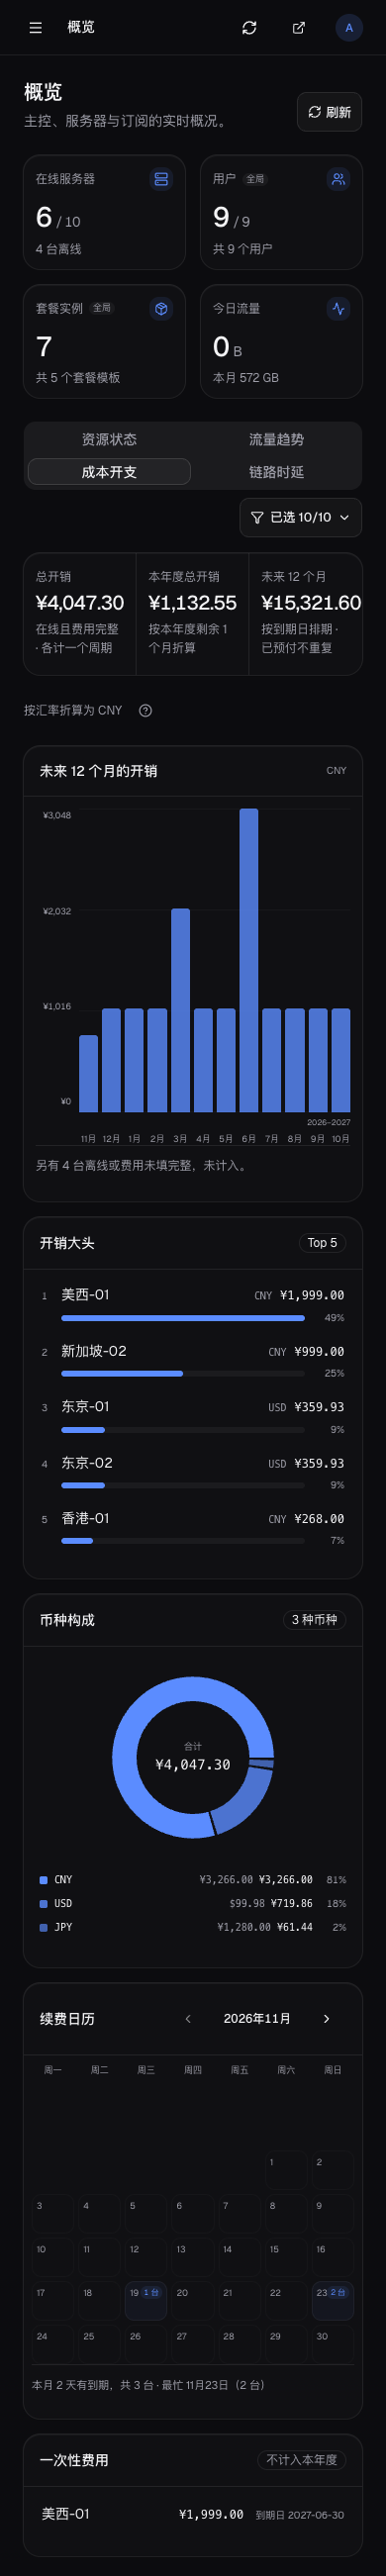 概览
A
概览
主控、服务器与订阅的实时概况。
刷新
在线服务器
6 / 10
4 台离线
用户 全局
9 / 9
共 9 个用户
套餐实例 全局
7
共 5 个套餐模板
今日流量
0 B
本月 572 GB
资源状态
流量趋势
成本开支
链路时延
已选 10/10
总开销
¥4,047.30
在线且费用完整
· 各计一个周期
本年度总开销
¥1,132.55
按本年度剩余 1
个月折算
未来 12 个月
¥15,321.60
按到期日排期 ·
已预付不重复
按汇率折算为 CNY
未来 12 个月的开销
CNY
¥3,048
¥2,032
¥1,016
¥0
2026–2027
11月 12月 1月 2月 3月 4月 5月 6月 7月 8月 9月 10月
另有 4 台离线或费用未填完整，未计入。
开销大头
Top 5
1 美西-01 CNY ¥1,999.00
49%
2 新加坡-02 CNY ¥999.00
25%
3 东京-01 USD ¥359.93
9%
4 东京-02 USD ¥359.93
9%
5 香港-01 CNY ¥268.00
7%
币种构成
3 种币种
合计
¥4,047.30
CNY ¥3,266.00 ¥3,266.00 81%
USD $99.98 ¥719.86 18%
JPY ¥1,280.00 ¥61.44 2%
续费日历
2026年11月
周一 周二 周三 周四 周五 周六 周日
1 2
3 4 5 6 7 8 9
10 11 12 13 14 15 16
17 18 19 1 台 20 21 22 23 2 台
24 25 26 27 28 29 30
本月 2 天有到期，共 3 台 · 最忙 11月23日（2 台）
一次性费用
不计入本年度
美西-01 ¥1,999.00 到期日 2027-06-30